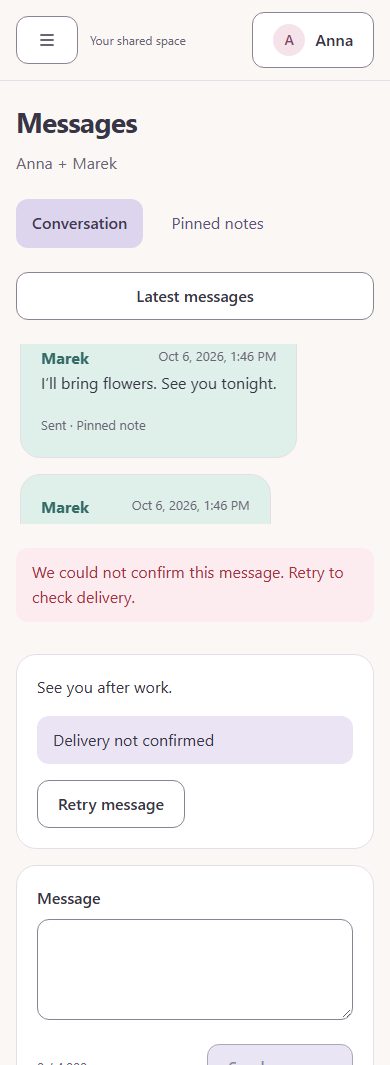 Your shared space
A Anna
Messages
Anna + Marek
Conversation Pinned notes
Latest messages
Marek Oct 6, 2026, 1:46 PM
I'll bring flowers. See you tonight.
Sent · Pinned note
Marek Oct 6, 2026, 1:46 PM
We could not confirm this message. Retry to
check delivery.
See you after work.
Delivery not confirmed
Retry message
Message